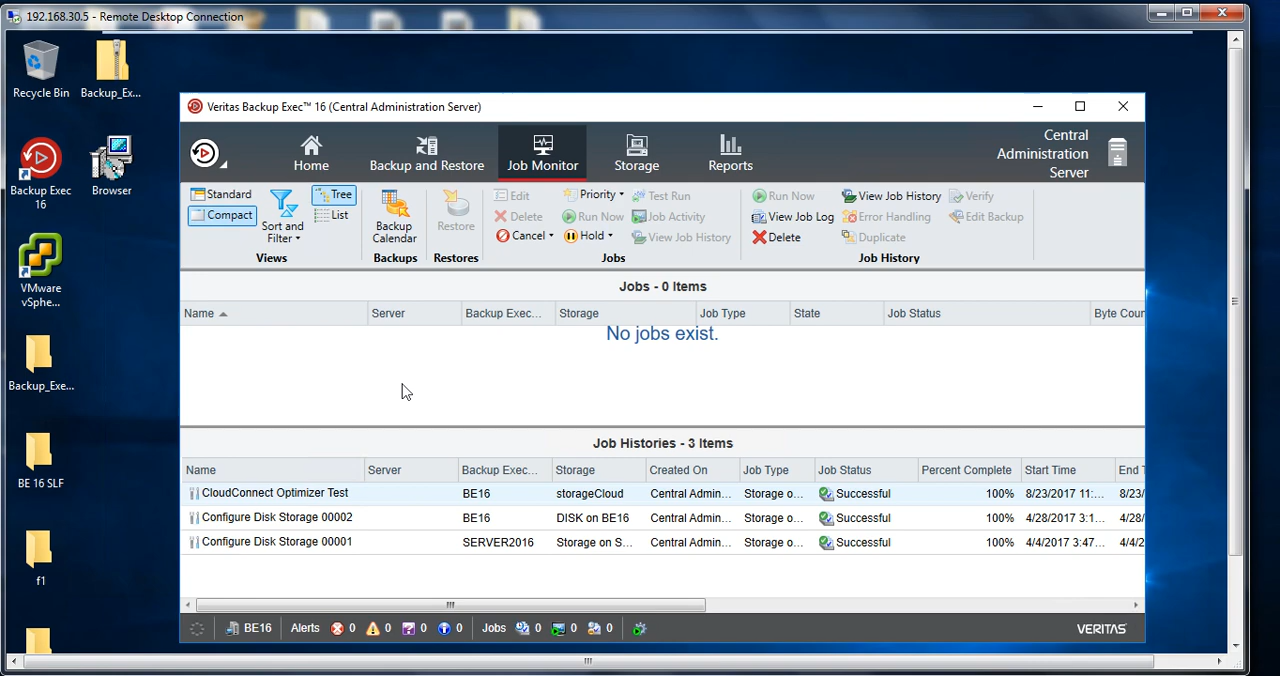 192.168.30.5 - Remote Desktop Connection
Recycle Bin
Backup_Ex...
Backup Exec 16
Browser
VMware vSphe...
Backup_Exe...
BE 16 SLF
f1
Veritas Backup Exec™ 16 (Central Administration Server)
Home
Backup and Restore
Job Monitor
Storage
Reports
Central
Administration
Server
Standard
Compact
Sort and
Filter
Tree
List
Views
Backup
Calendar
Backups
Restore
Restores
Edit
Delete
Cancel
Priority
Run Now
Hold
Test Run
Job Activity
View Job History
Jobs
Run Now
View Job Log
Delete
View Job History
Error Handling
Duplicate
Verify
Edit Backup
Job History
Jobs - 0 Items
Name Server Backup Exec... Storage Job Type State Job Status Byte Coun
No jobs exist.
Job Histories - 3 Items
Name Server Backup Exec... Storage Created On Job Type Job Status Percent Complete Start Time End T
CloudConnect Optimizer Test BE16 storageCloud Central Admin... Storage o... Successful 100% 8/23/2017 11:... 8/23/
Configure Disk Storage 00002 BE16 DISK on BE16 Central Admin... Storage o... Successful 100% 4/28/2017 3:1... 4/28/
Configure Disk Storage 00001 SERVER2016 Storage on S... Central Admin... Storage o... Successful 100% 4/4/2017 3:47... 4/4/2
BE16 Alerts 0 0 0 0 Jobs 0 0 0 VERITAS